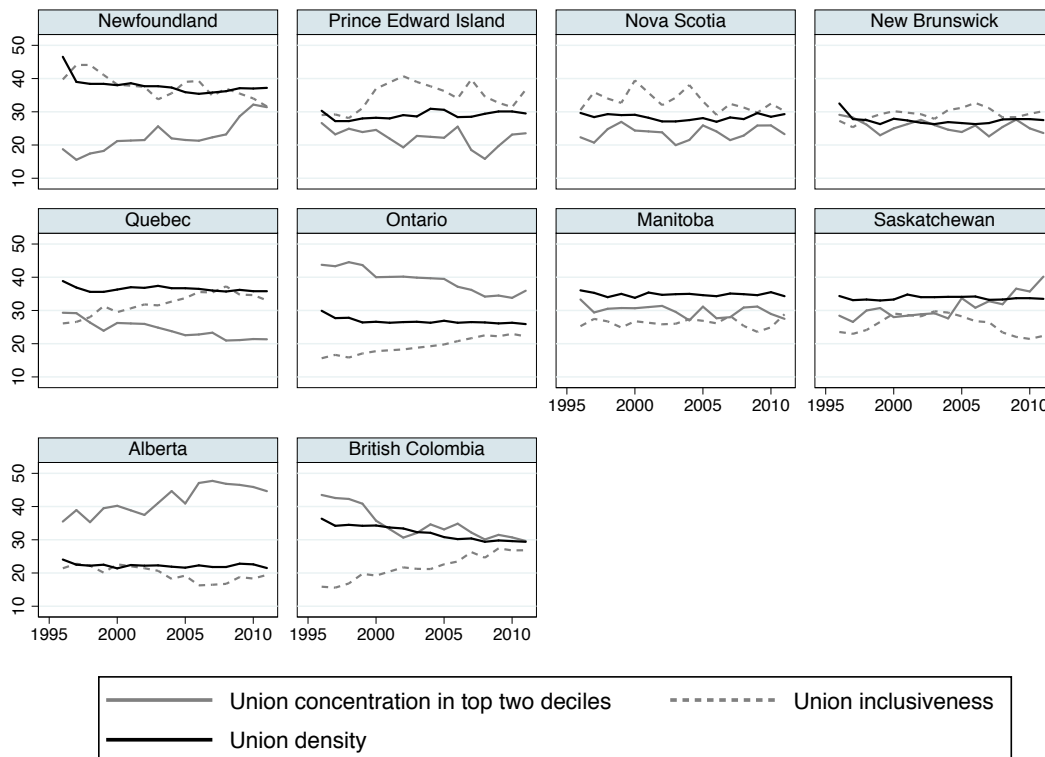 Newfoundland Prince Edward Island Nova Scotia New Brunswick
50
40
30
20
10
Quebec Ontario Manitoba Saskatchewan
50
40
30
20
10
1995 2000 2005 2010 1995 2000 2005 2010
Alberta British Colombia
50
40
30
20
10
1995 2000 2005 2010 1995 2000 2005 2010
Union concentration in top two deciles Union inclusiveness
Union density